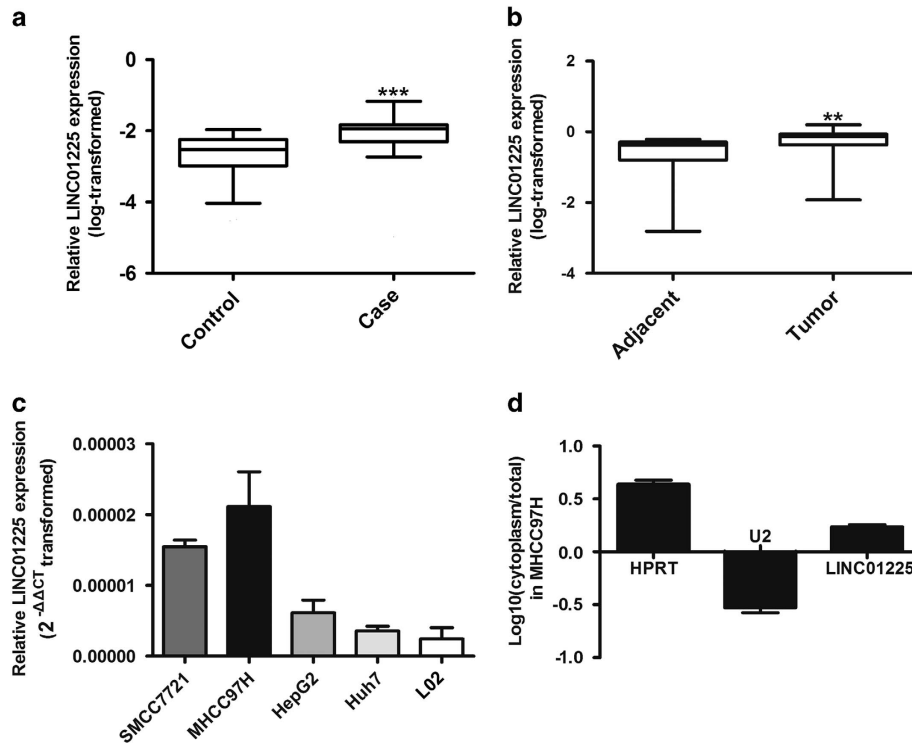 a
Relative LINC01225 expression
(log-transformed)
0
-2
-4
-6
***
Control
Case
b
Relative LINC01225 expression
(log-transformed)
2
0
-2
-4
**
Adjacent
Tumor
c
Relative LINC01225 expression
(2 -ΔΔCT transformed)
0.00003
0.00002
0.00001
0.00000
SMCC7721
MHCC97H
HepG2
Huh7
L02
d
Log10(cytoplasm/total)
in MHCC97H
1.0
0.5
0.0
-0.5
-1.0
HPRT
U2
LINC01225